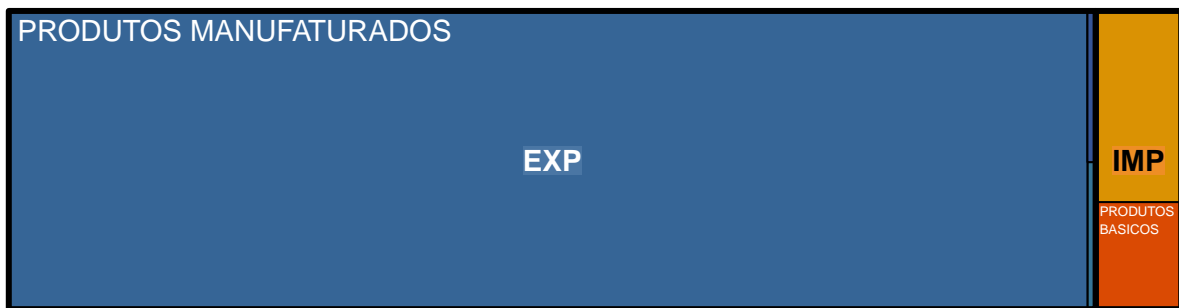 PRODUTOS MANUFATURADOS
EXP
IMP
PRODUTOS
BASICOS